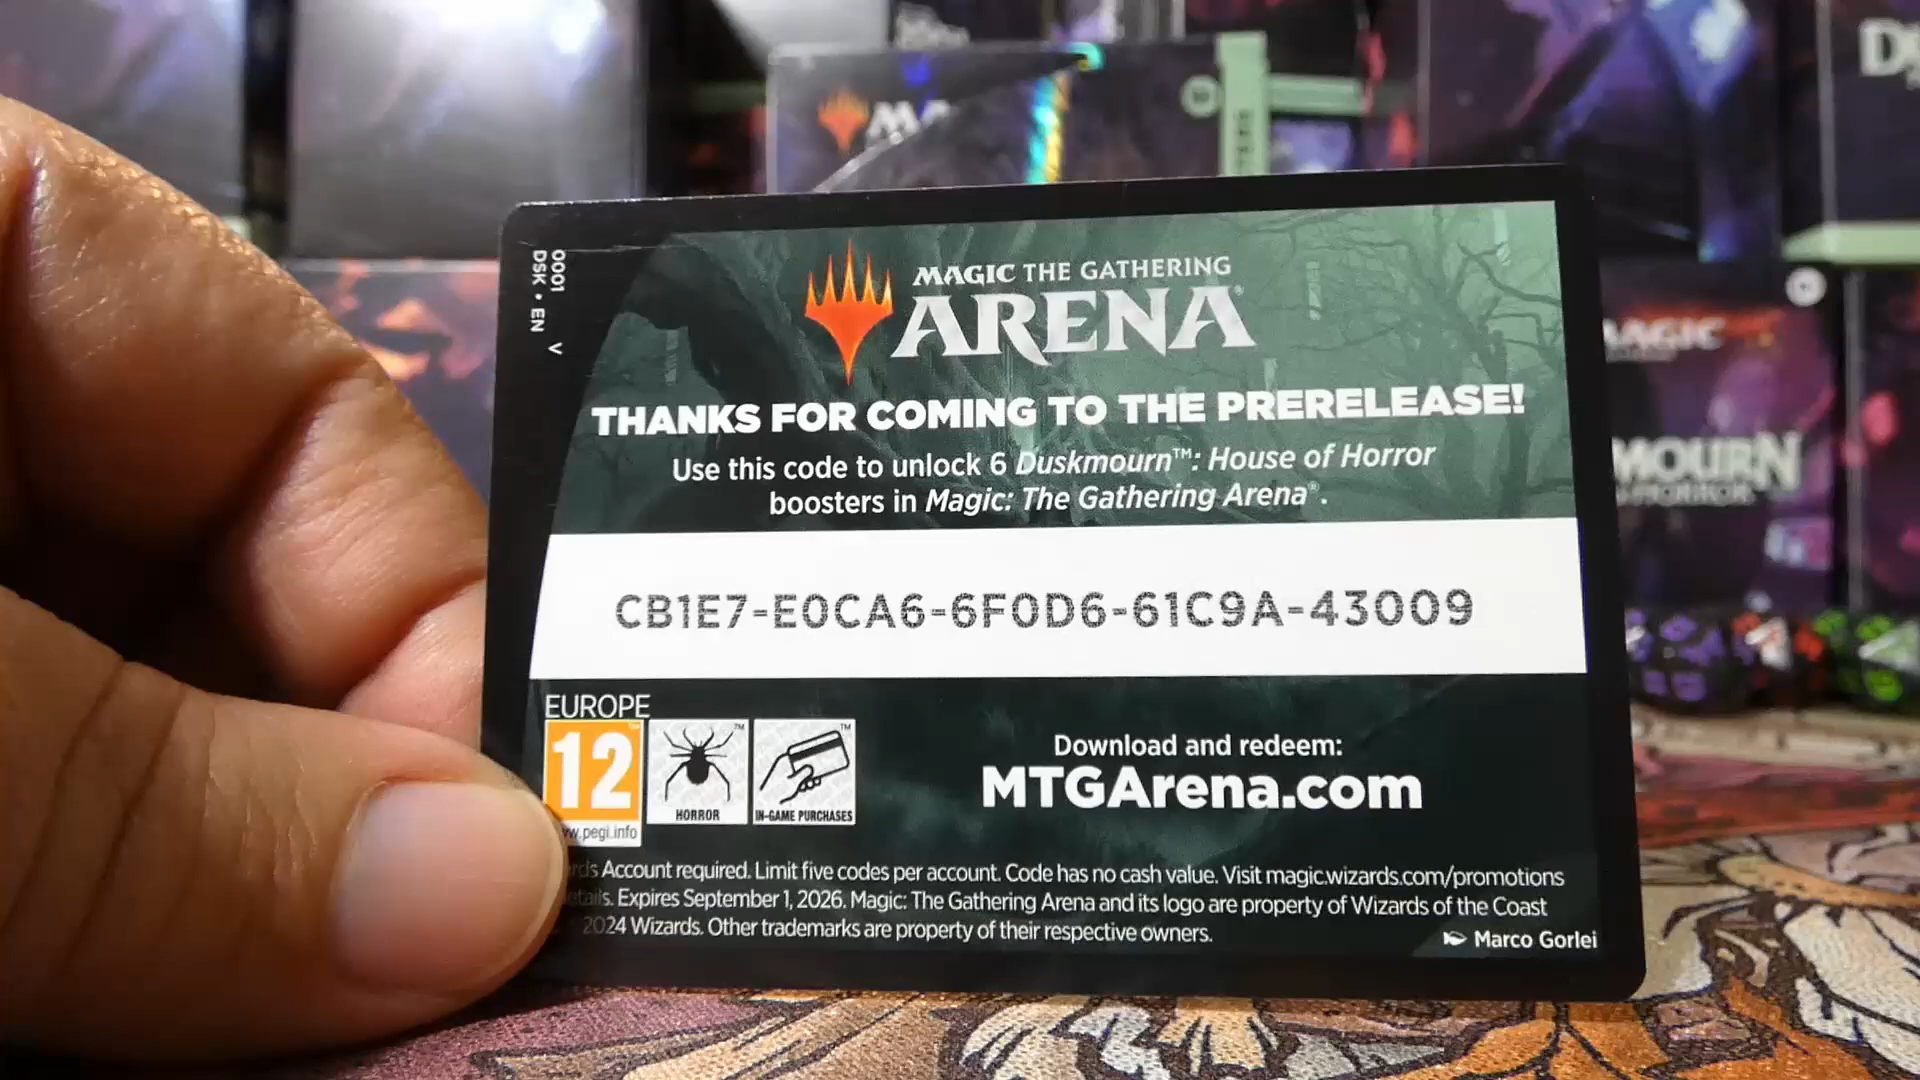 MAGIC THE GATHERING
ARENA
THANKS FOR COMING TO THE PRERELEASE!
Use this code to unlock 6 Duskmourn™: House of Horror
boosters in Magic: The Gathering Arena®.
CB1E7-E0CA6-6F0D6-61C9A-43009
EUROPE
12
HORROR
IN-GAME PURCHASES
pegi.info
Download and redeem:
MTGArena.com
Account required. Limit five codes per account. Code has no cash value. Visit magic.wizards.com/promotions
Expires September 1, 2026. Magic: The Gathering Arena and its logo are property of Wizards of the Coast
2024 Wizards. Other trademarks are property of their respective owners.
Marco Gorlei
0001
DSK • EN V
MAGIC